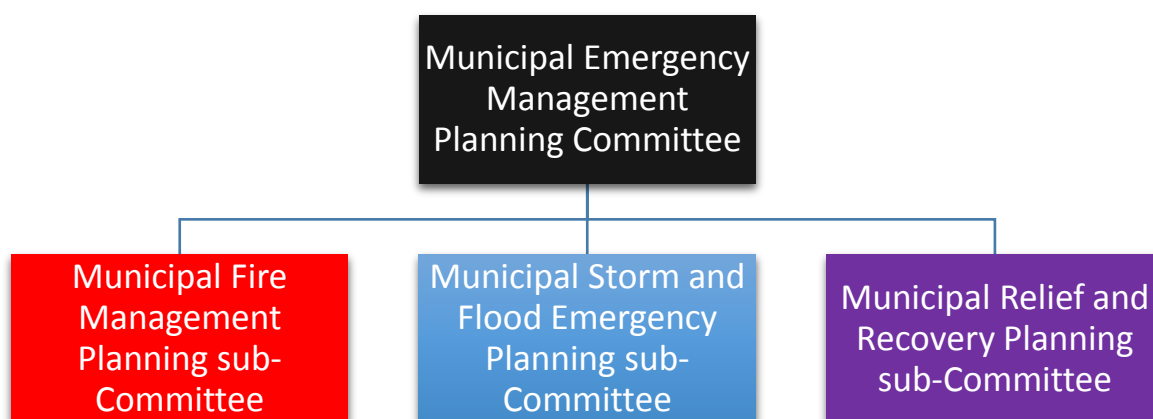 Municipal Emergency
Management
Planning Committee
Municipal Fire
Management
Planning sub-
Committee
Municipal Storm and
Flood Emergency
Planning sub-
Committee
Municipal Relief and
Recovery Planning
sub-Committee